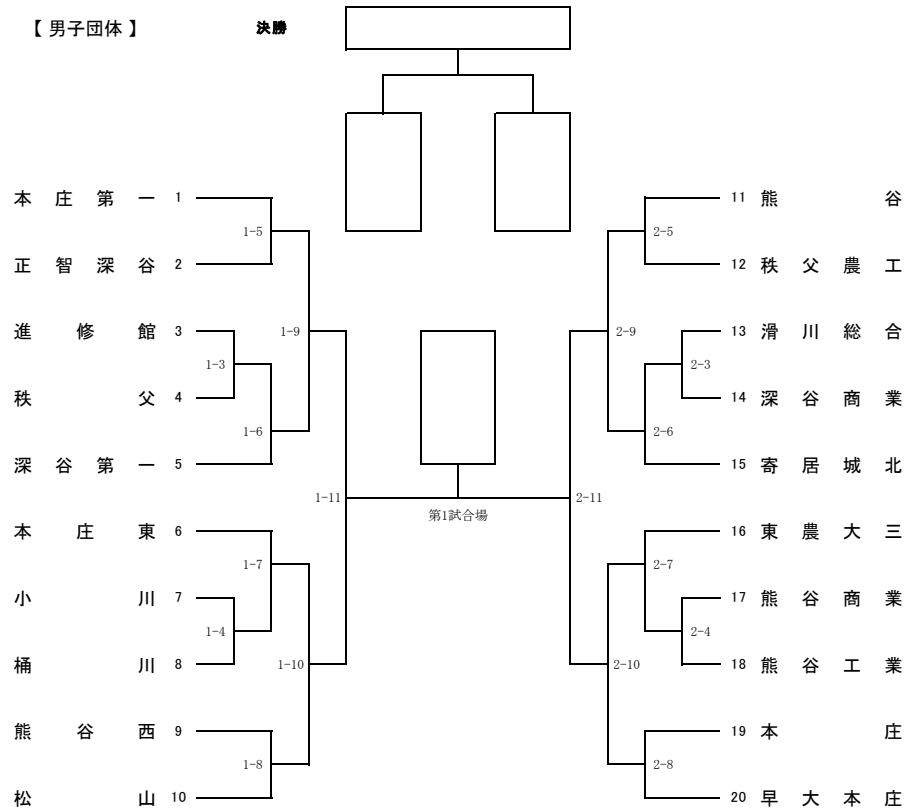 【 男子団体 】 決勝
本庄第一 1
1-5
正智深谷 2
進修館 3
1-9
1-3
秩父 4
1-6
深谷第一 5
1-11
本庄東 6
1-7
小川 7
1-4
桶川 8
1-10
熊谷西 9
1-8
松山 10
第1試合場
11 熊谷
2-5
12 秩父農工
13 滑川総合
2-9
2-3
14 深谷商業
2-6
15 寄居城北
2-11
16 東農大三
2-7
17 熊谷商業
2-4
18 熊谷工業
2-10
19 本庄
2-8
20 早大本庄